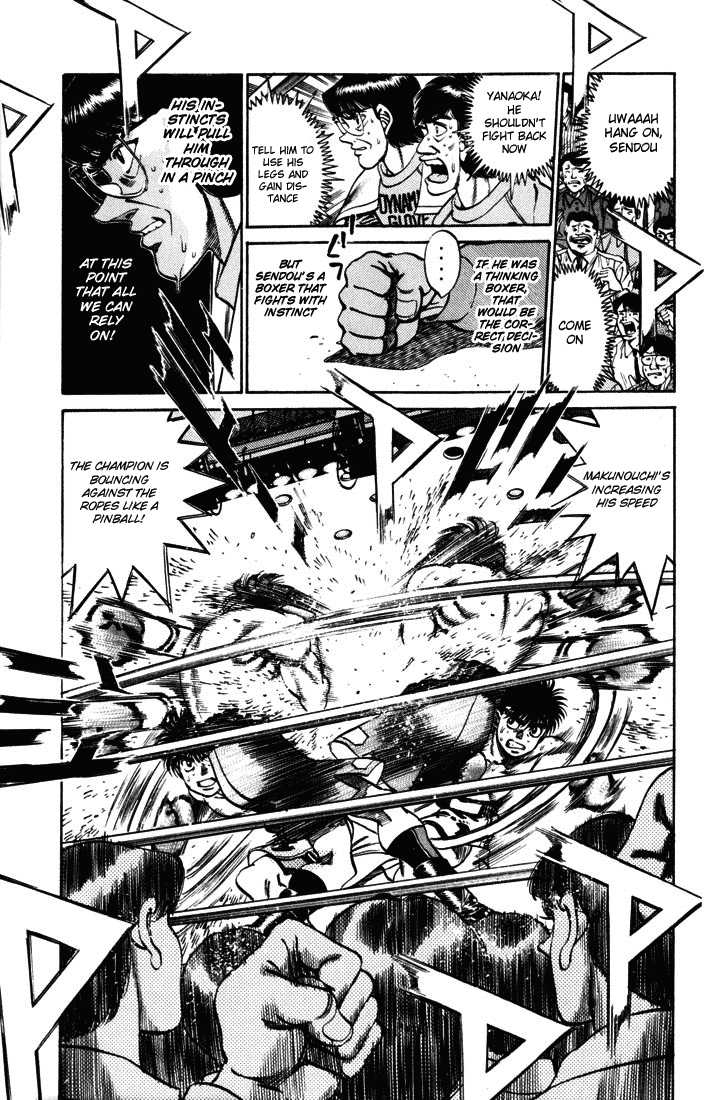 UWAAAH
HANG ON,
SENDOU
COME
ON
YANAOKA!
HE
SHOULDN'T
FIGHT BACK
NOW
TELL HIM TO
USE HIS
LEGS AND
GAIN DIS-
TANCE
DYNAM
GLOVE
. . . .
IF HE WAS
A THINKING
BOXER,
THAT
WOULD BE
THE COR-
RECT DECI-
SION
BUT
SENDOU'S A
BOXER THAT
FIGHTS WITH
INSTINCT
HIS IN-
STINCTS
WILL PULL
HIM
THROUGH
IN A PINCH
AT THIS
POINT
THAT ALL
WE CAN
RELY
ON!
MAKUNOUCHI'S
INCREASING
HIS SPEED
THE CHAMPION IS
BOUNCING
AGAINST THE
ROPES LIKE A
PINBALL!